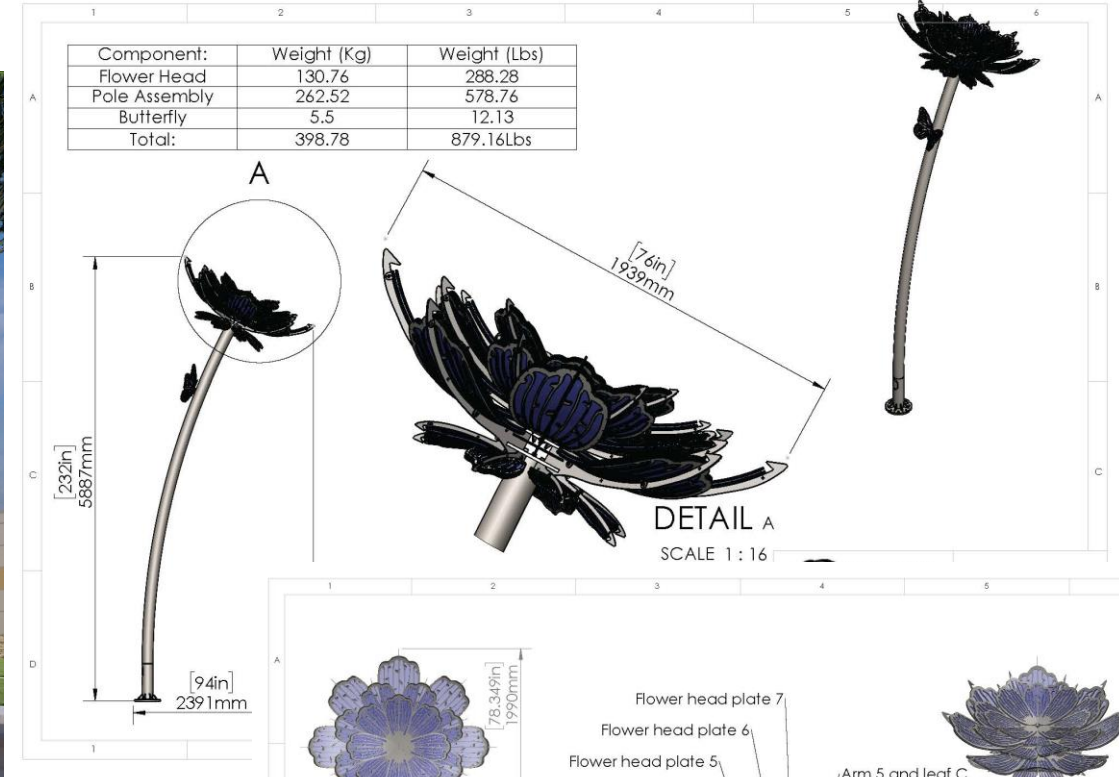 1 2 3 4 5 6
Component: Weight (Kg) Weight (Lbs)
Flower Head 130.76 288.28
Pole Assembly 262.52 578.76
Butterfly 5.5 12.13
Total: 398.78 879.16Lbs
A A
A
[76in]
1939mm
B B
[232in]
5887mm
C C
DETAIL A
SCALE 1 : 16
D
[94in]
2391mm
1
1 2 3 4 5
A
[78.349in]
1990mm
Flower head plate 7
Flower head plate 6
Flower head plate 5
Arm 5 and leaf C